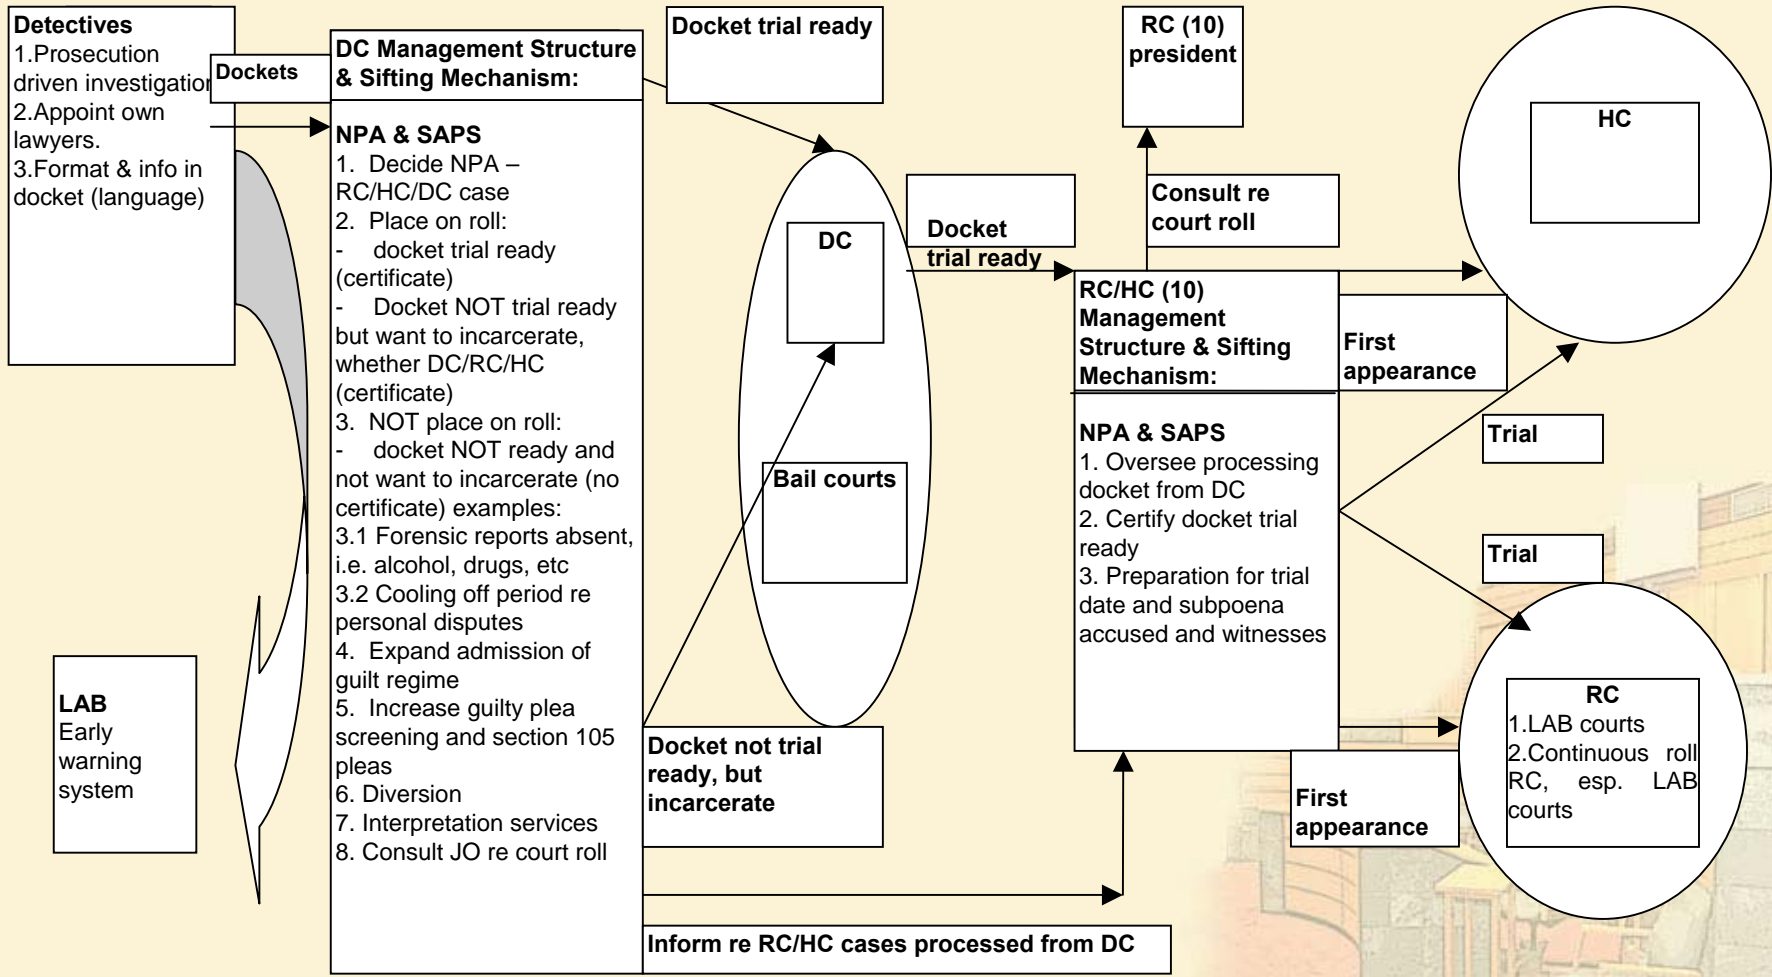 Detectives
1.Prosecution
driven investigation
2.Appoint own
lawyers.
3.Format & info in
docket (language)
Dockets
LAB
Early
warning
system
DC Management Structure
& Sifting Mechanism:
NPA & SAPS
1. Decide NPA –
RC/HC/DC case
2. Place on roll:
- docket trial ready
(certificate)
- Docket NOT trial ready
but want to incarcerate,
whether DC/RC/HC
(certificate)
3. NOT place on roll:
- docket NOT ready and
not want to incarcerate (no
certificate) examples:
3.1 Forensic reports absent,
i.e. alcohol, drugs, etc
3.2 Cooling off period re
personal disputes
4. Expand admission of
guilt regime
5. Increase guilty plea
screening and section 105
pleas
6. Diversion
7. Interpretation services
8. Consult JO re court roll
Docket trial ready
DC
Bail courts
Docket not trial
ready, but
incarcerate
Inform re RC/HC cases processed from DC
Docket
trial ready
RC (10)
president
Consult re
court roll
RC/HC (10)
Management
Structure & Sifting
Mechanism:
NPA & SAPS
1. Oversee processing
docket from DC
2. Certify docket trial
ready
3. Preparation for trial
date and subpoena
accused and witnesses
First
appearance
HC
Trial
Trial
First
appearance
RC
1.LAB courts
2.Continuous roll
RC, esp. LAB
courts